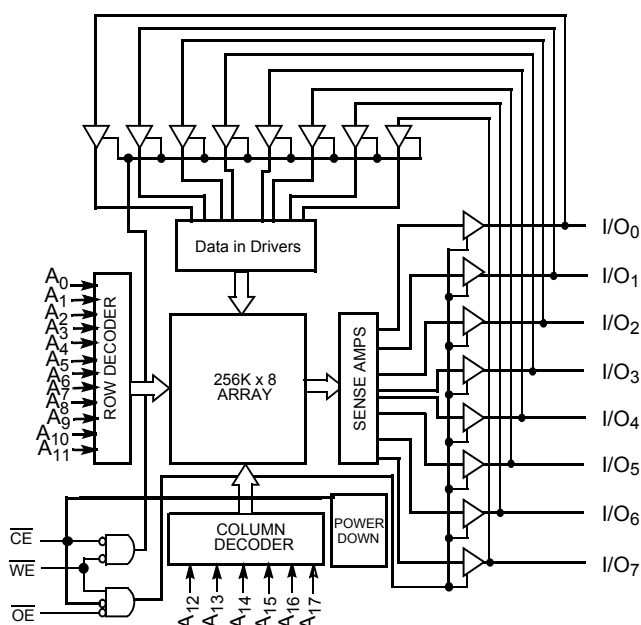 I/O0
Data in Drivers
I/O1
A0
A1
A2
A3
A4
A5
A6
A7
A8
A9
A10
A11
ROW DECODER
256K x 8
ARRAY
SENSE AMPS
I/O2
I/O3
I/O4
I/O5
I/O6
I/O7
CE
WE
OE
COLUMN
DECODER
POWER
DOWN
A12
A13
A14
A15
A16
A17